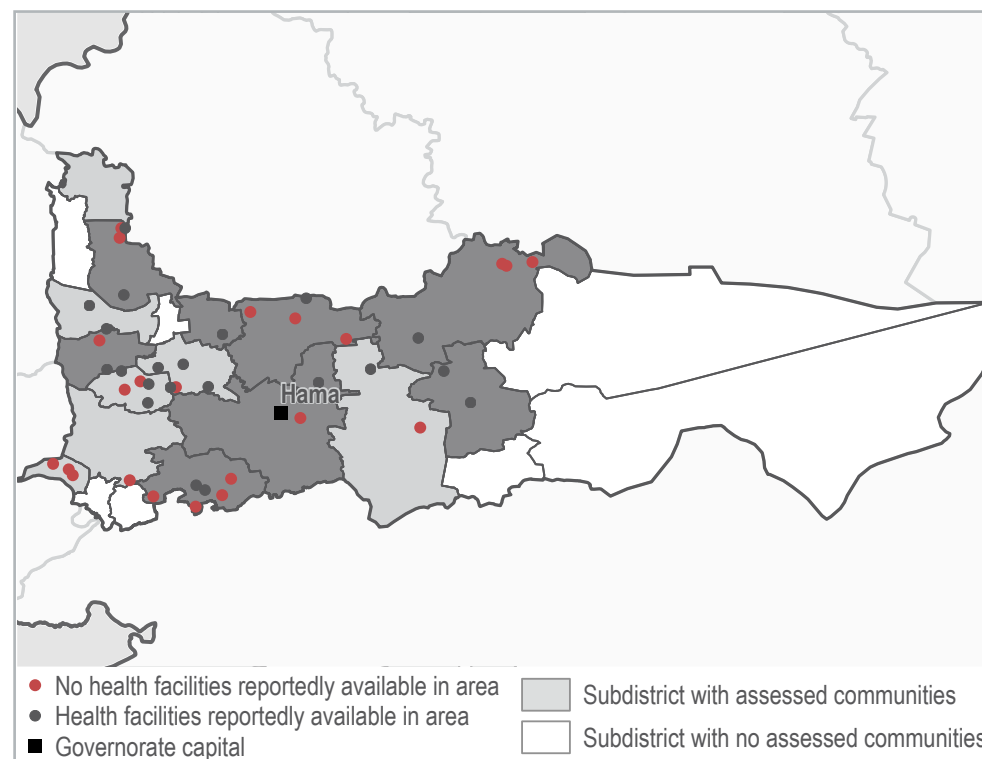 Hama
No health facilities reportedly available in area
Health facilities reportedly available in area
Governorate capital
Subdistrict with assessed communities
Subdistrict with no assessed communities